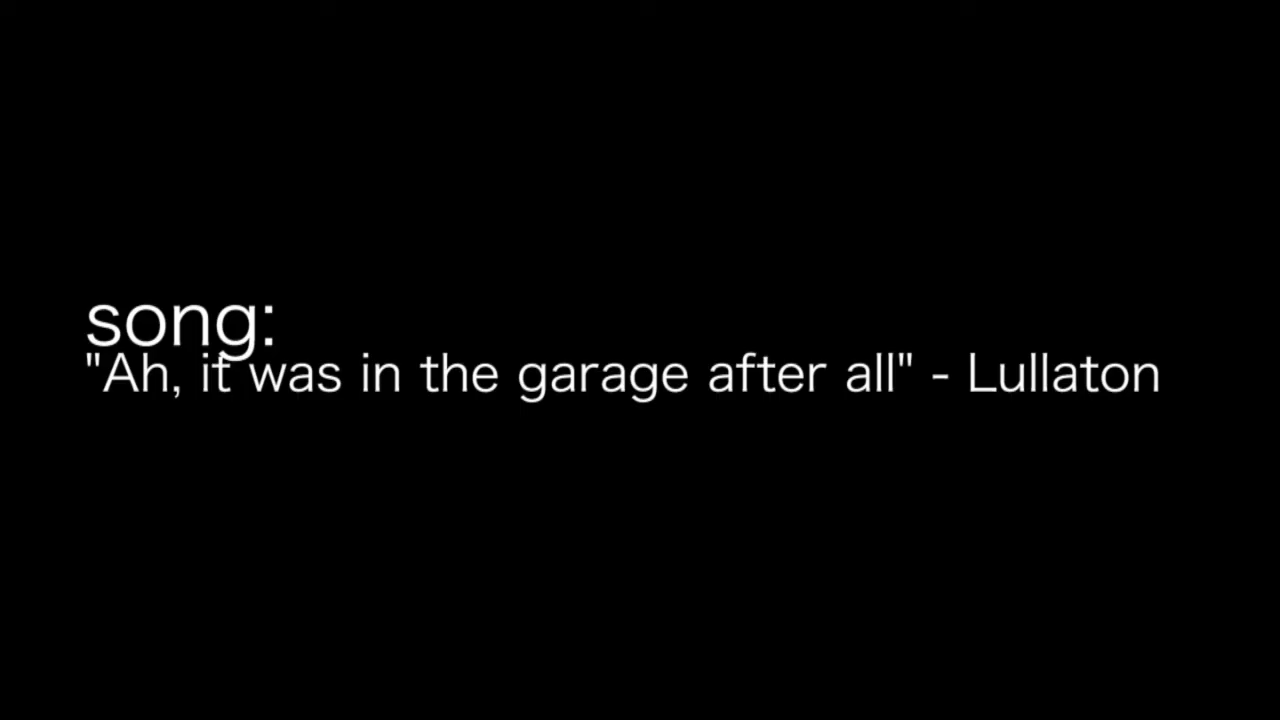 song:
"Ah, it was in the garage after all" - Lullaton